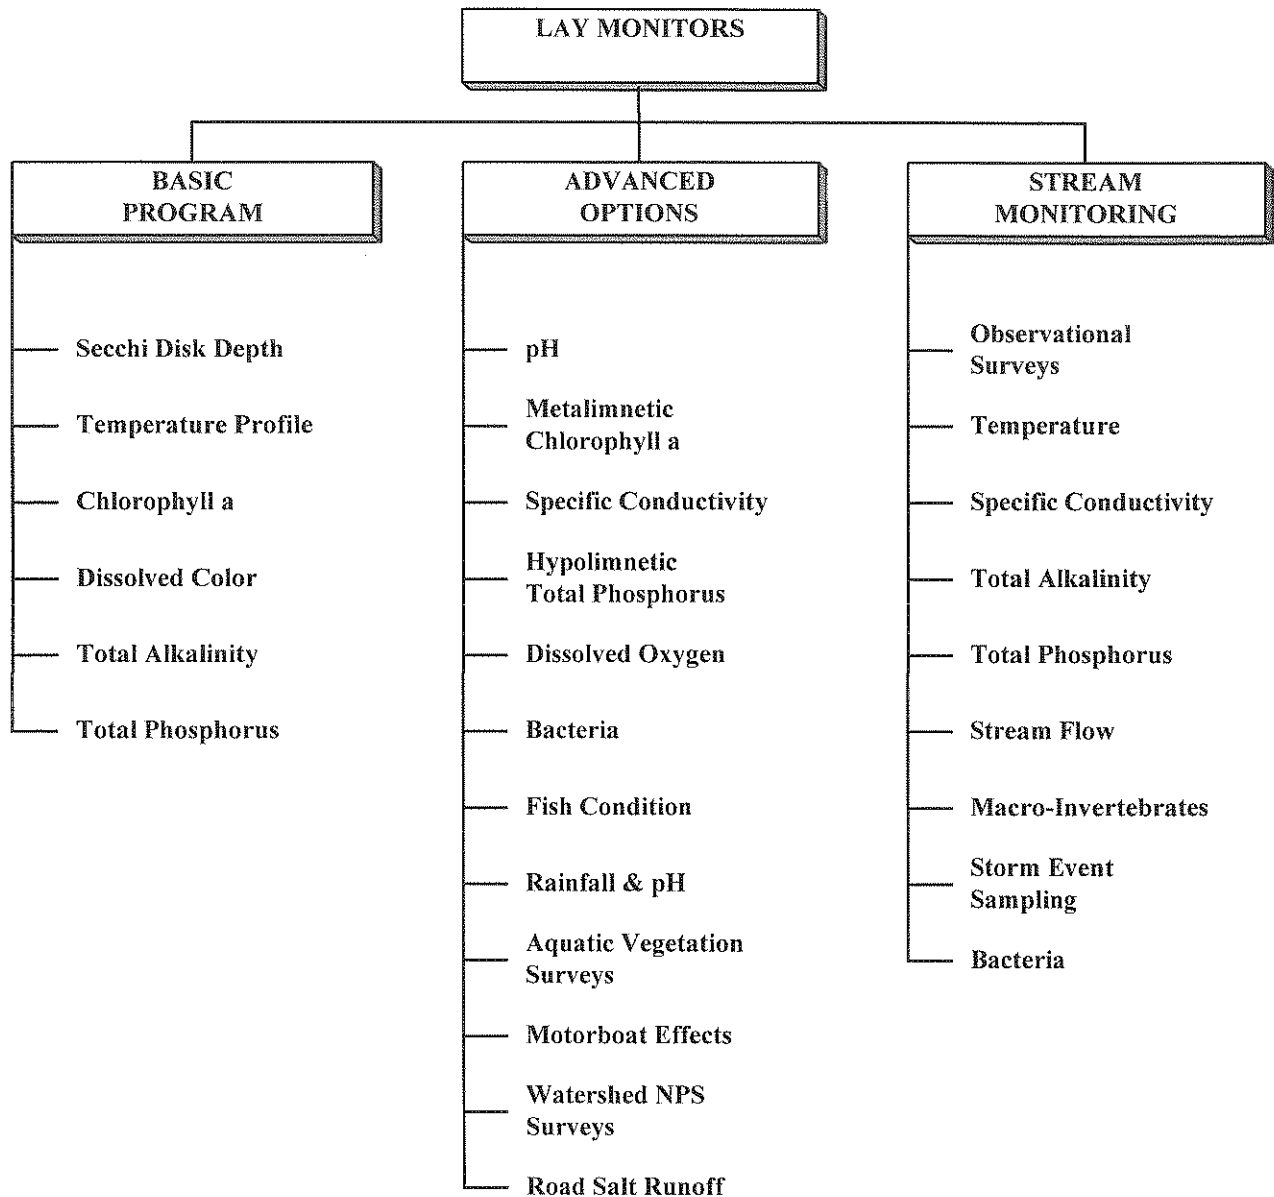 LAY MONITORS
BASIC
PROGRAM
Secchi Disk Depth
Temperature Profile
Chlorophyll a
Dissolved Color
Total Alkalinity
Total Phosphorus
ADVANCED
OPTIONS
pH
Metalimnetic
Chlorophyll a
Specific Conductivity
Hypolimnetic
Total Phosphorus
Dissolved Oxygen
Bacteria
Fish Condition
Rainfall & pH
Aquatic Vegetation
Surveys
Motorboat Effects
Watershed NPS
Surveys
Road Salt Runoff
STREAM
MONITORING
Observational
Surveys
Temperature
Specific Conductivity
Total Alkalinity
Total Phosphorus
Stream Flow
Macro-Invertebrates
Storm Event
Sampling
Bacteria